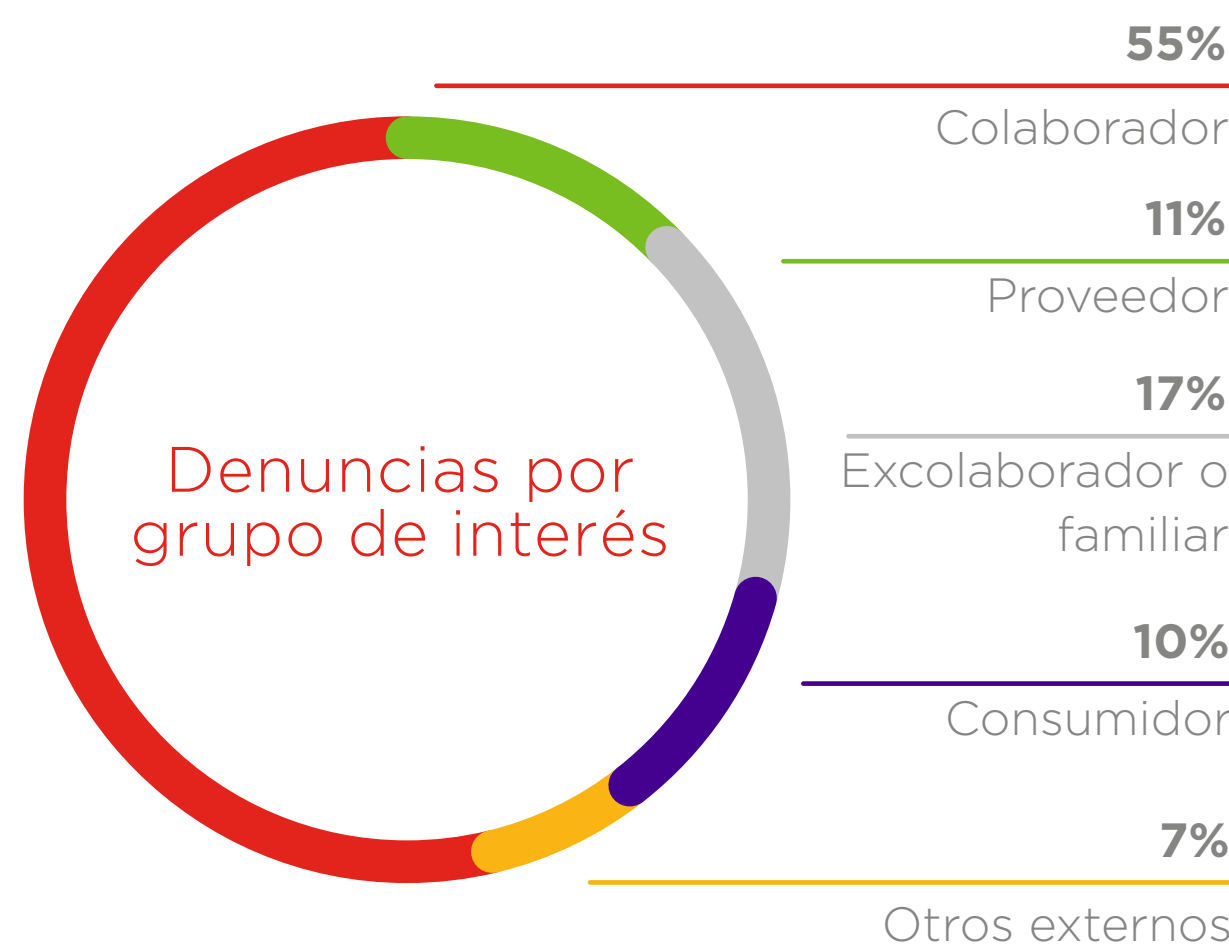 55%
Colaborador
11%
Proveedor
17%
Excolaborador o
familiar
10%
Consumidor
7%
Otros externos
Denuncias por
grupo de interés